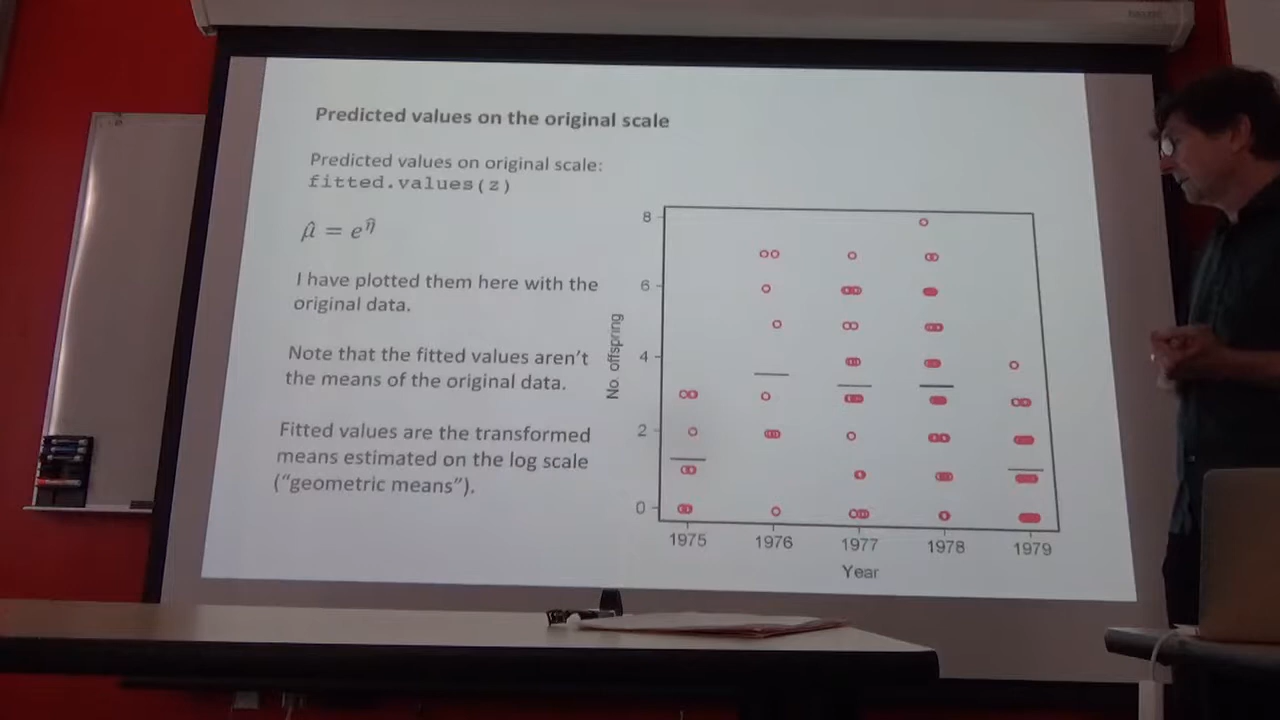 Predicted values on the original scale
Predicted values on original scale:
fitted.values(z)
μ̂ = e^η̂
I have plotted them here with the
original data.
Note that the fitted values aren't
the means of the original data.
Fitted values are the transformed
means estimated on the log scale
("geometric means").
No. offspring
8
6
4
2
0
1975 1976 1977 1978 1979
Year